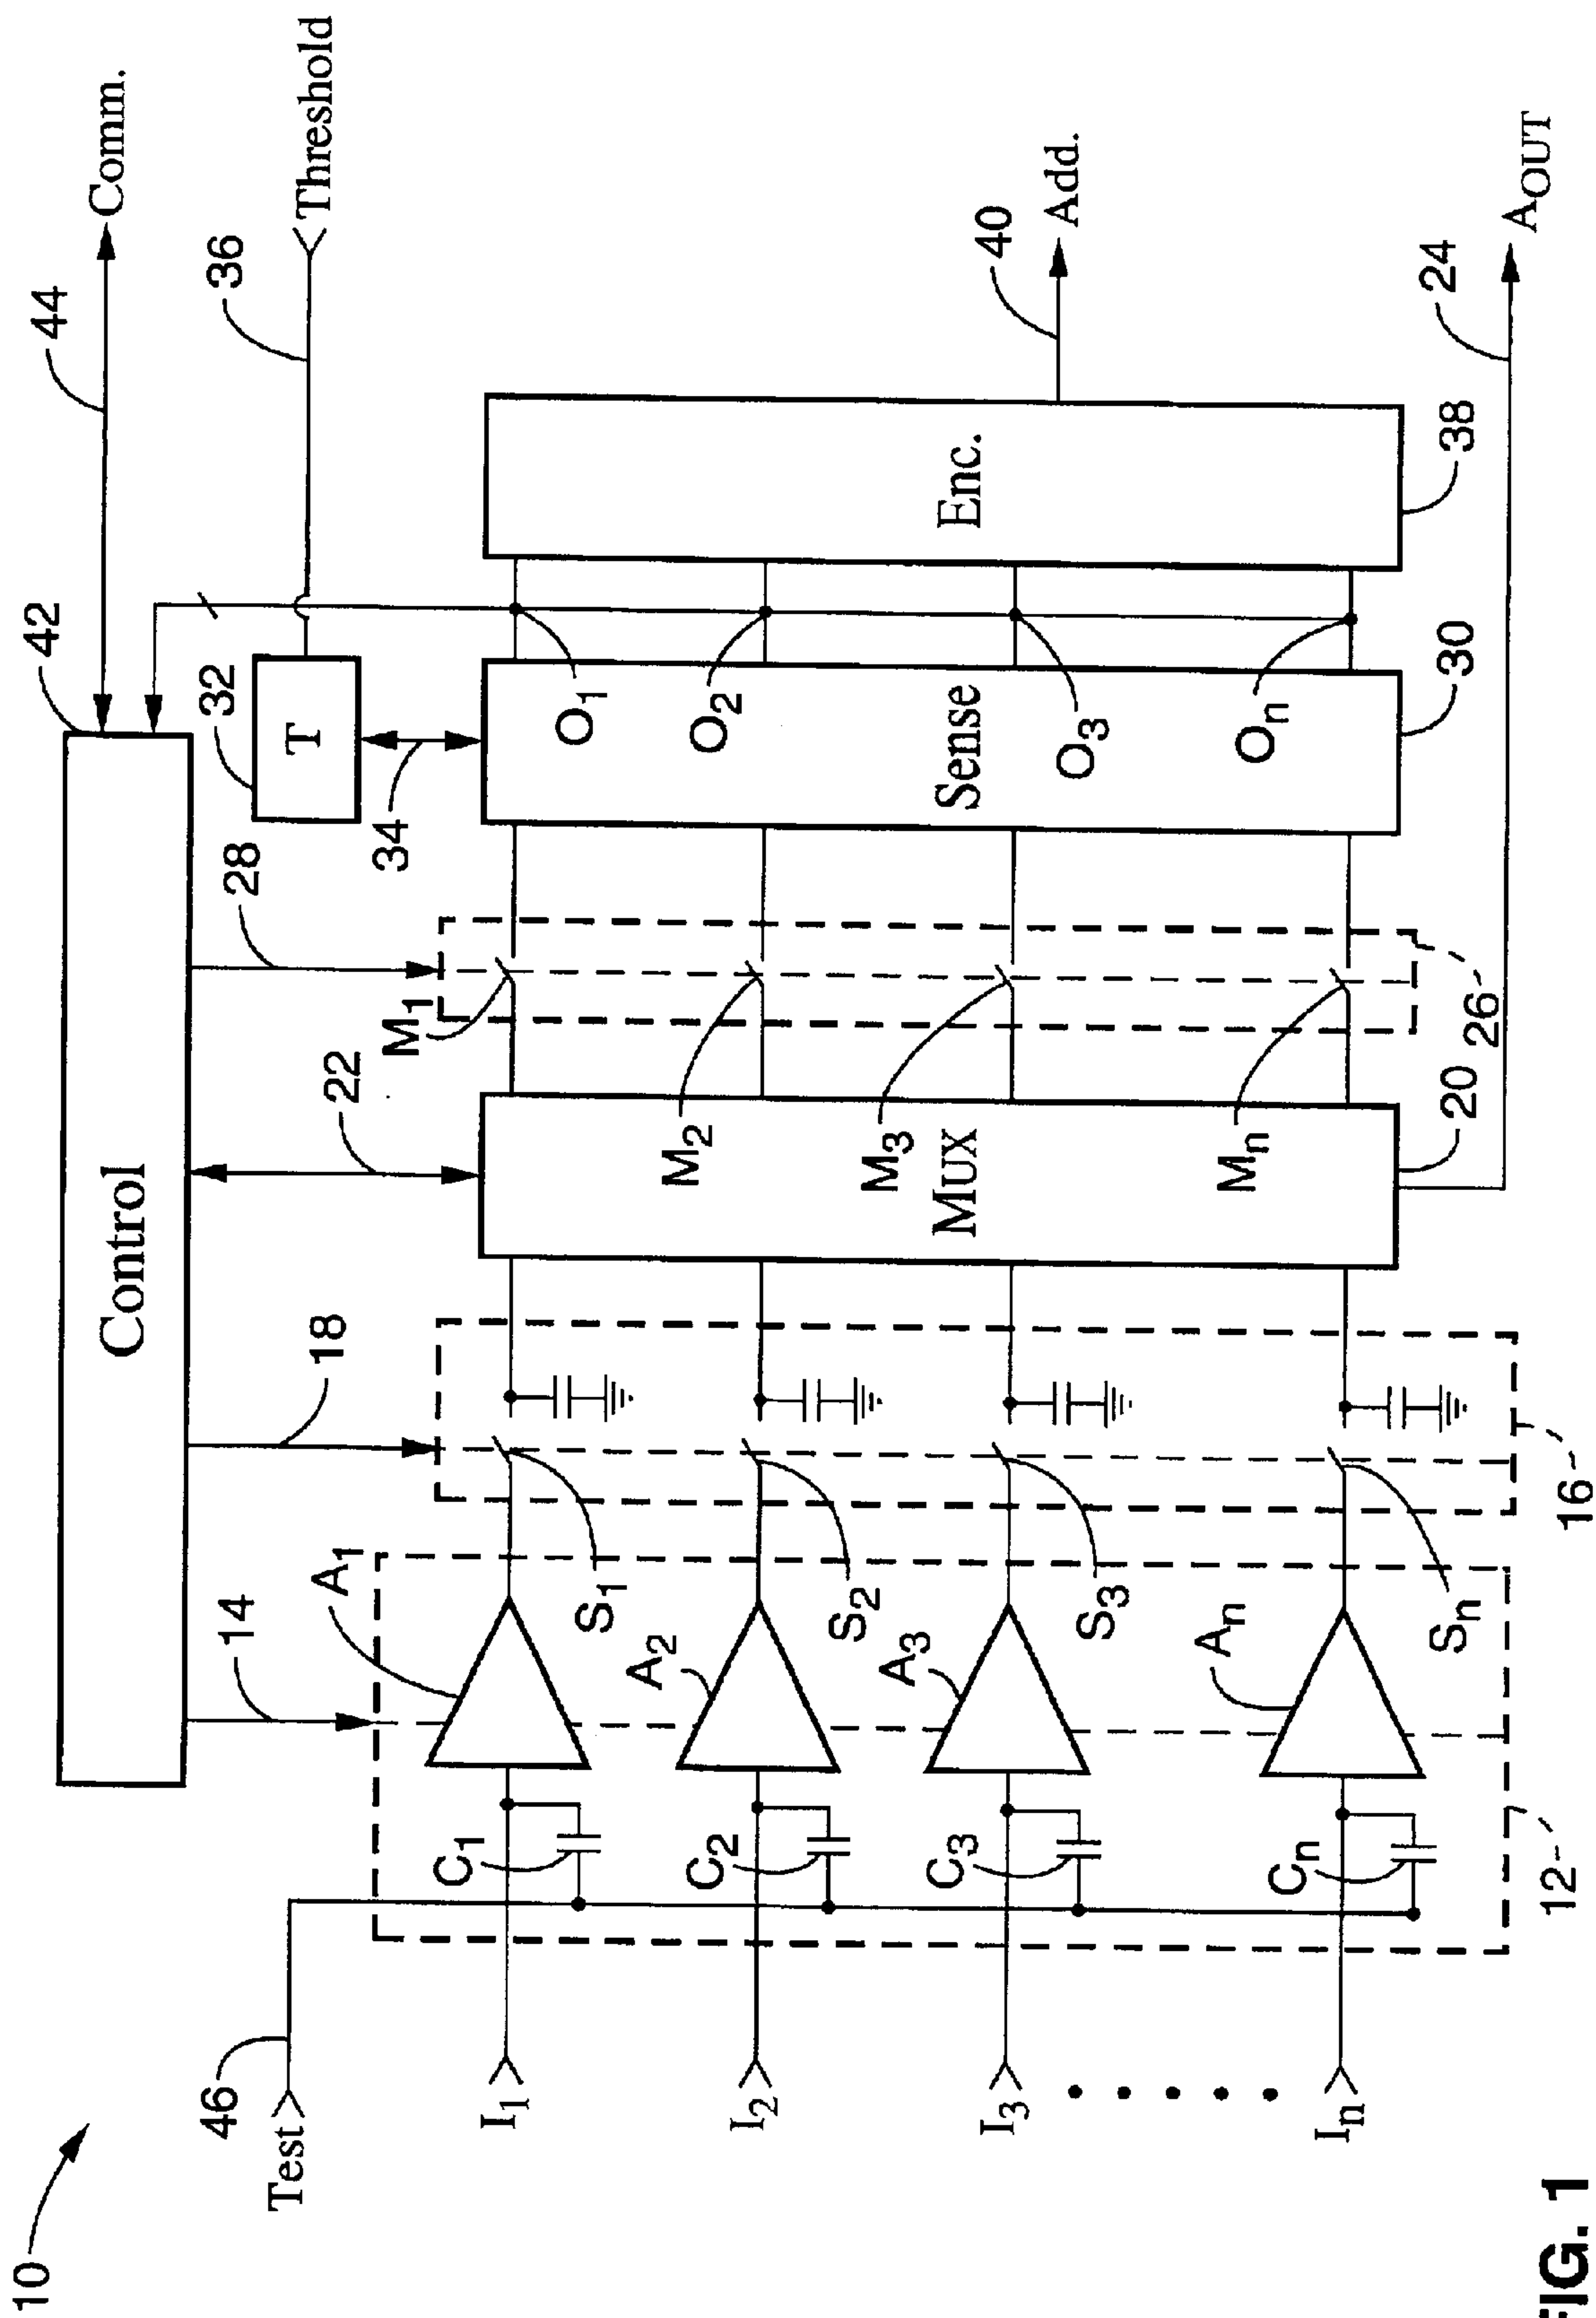 10
46
Test
I1
I2
I3
In
C1
C2
C3
Cn
12
14
A1
A2
A3
An
S1
S2
S3
Sn
16
18
Control
22
MUX
20
24
AOUT
M1
M2
M3
Mn
26
28
34
32
T
42
44
Comm.
36
Threshold
Sense
30
O1
O2
O3
On
Enc.
38
40
Add.
FIG. 1